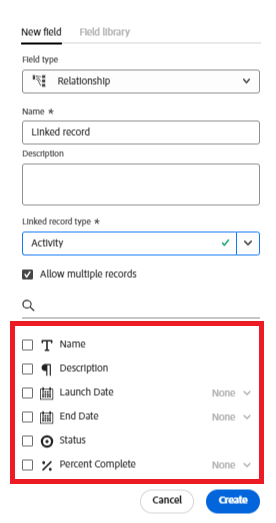 New field Field library
Field type
Relationship
Name *
Linked record
Description
Linked record type *
Activity
Allow multiple records
Name
Description
Launch Date None
End Date None
Status
Percent Complete None
Cancel Create